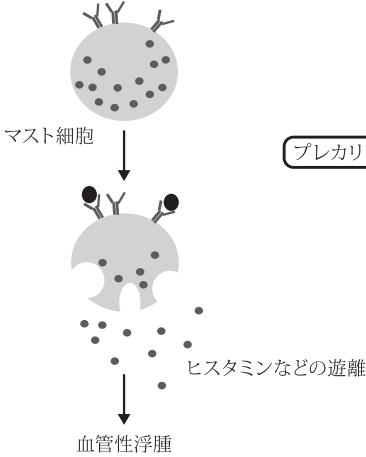 マスト細胞
プレカリ
ヒスタミンなどの遊離
血管性浮腫